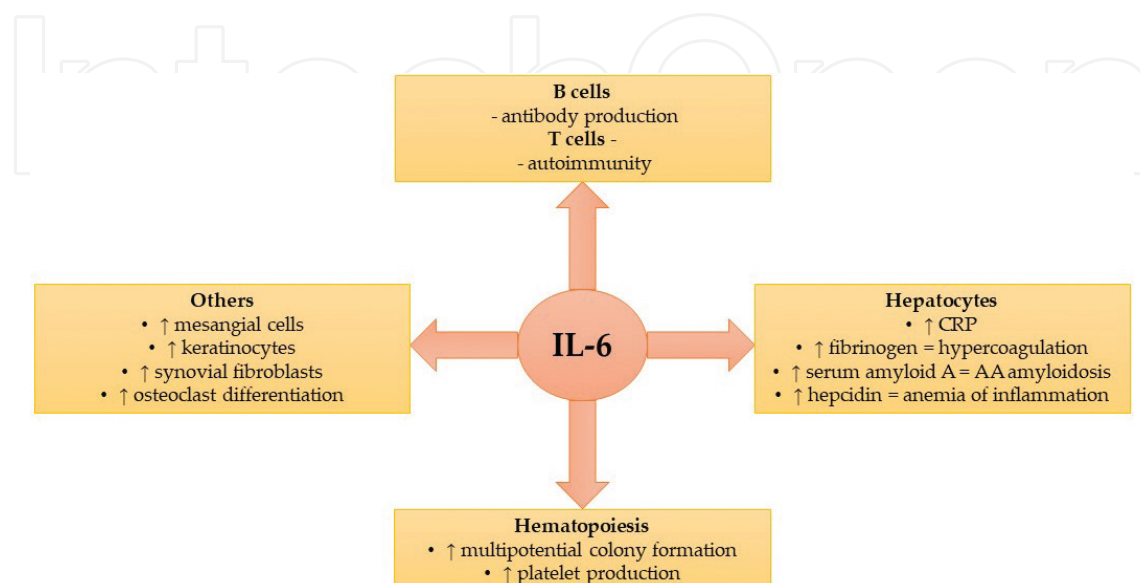 IntechOpen
B cells
- antibody production
T cells -
- autoimmunity
Others
• ↑ mesangial cells
• ↑ keratinocytes
• ↑ synovial fibroblasts
• ↑ osteoclast differentiation
IL-6
Hepatocytes
• ↑ CRP
• ↑ fibrinogen = hypercoagulation
• ↑ serum amyloid A = AA amyloidosis
• ↑ hepcidin = anemia of inflammation
Hematopoiesis
• ↑ multipotential colony formation
• ↑ platelet production